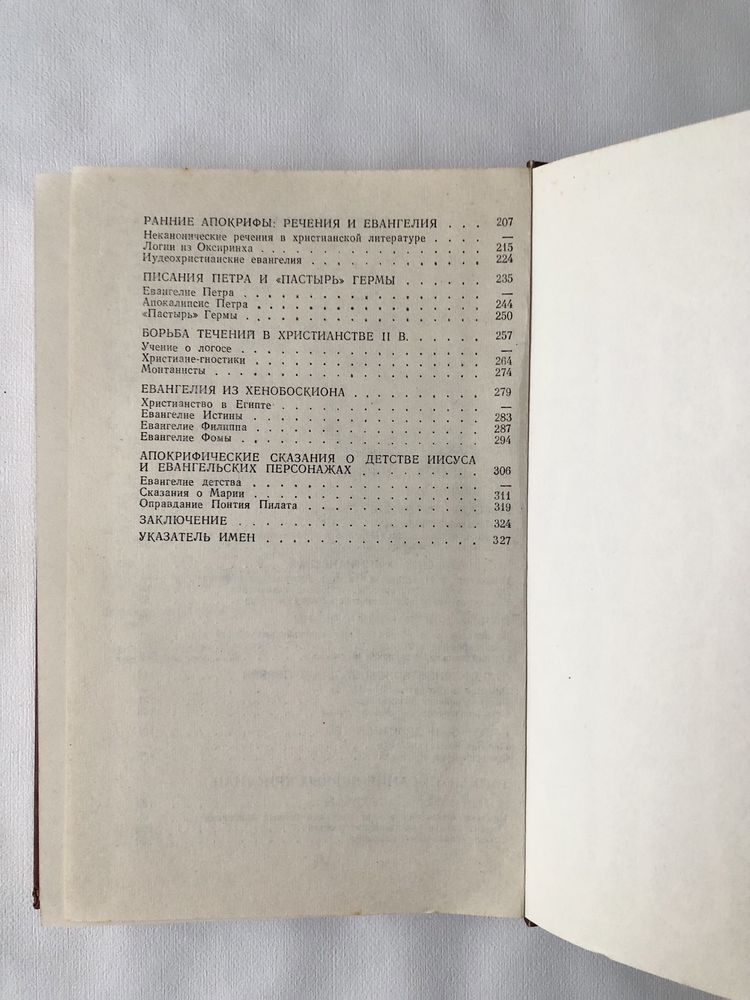 РАННИЕ АПОКРИФЫ: РЕЧЕНИЯ И ЕВАНГЕЛИЯ . . . 207
Неканонические речения в христианской литературе . . . . —
Логии из Оксиринха . . . . . . . . . . . . . . . 215
Иудеохристианские евангелия . . . . . . . . . . . . 224
ПИСАНИЯ ПЕТРА И «ПАСТЫРЬ» ГЕРМЫ . . . . . . 235
Евангелие Петра . . . . . . . . . . . . . . . . —
Апокалипсис Петра . . . . . . . . . . . . . . . 244
«Пастырь» Гермы . . . . . . . . . . . . . . . . 250
БОРЬБА ТЕЧЕНИЙ В ХРИСТИАНСТВЕ II В. . . . . . 257
Учение о логосе . . . . . . . . . . . . . . . . —
Христиане-гностики . . . . . . . . . . . . . . . 264
Монтанисты . . . . . . . . . . . . . . . . . . 274
ЕВАНГЕЛИЯ ИЗ ХЕНОБОСКИОНА . . . . . . . . . 279
Христианство в Египте . . . . . . . . . . . . . . —
Евангелие Истины . . . . . . . . . . . . . . . . 283
Евангелие Филиппа . . . . . . . . . . . . . . . 287
Евангелие Фомы . . . . . . . . . . . . . . . . 294
АПОКРИФИЧЕСКИЕ СКАЗАНИЯ О ДЕТСТВЕ ИИСУСА
И ЕВАНГЕЛЬСКИХ ПЕРСОНАЖАХ . . . . . . . . . 306
Евангелие детства . . . . . . . . . . . . . . . . —
Сказания о Марии . . . . . . . . . . . . . . . . 311
Оправдание Понтия Пилата . . . . . . . . . . . . 319
ЗАКЛЮЧЕНИЕ . . . . . . . . . . . . . . . . . 324
УКАЗАТЕЛЬ ИМЕН . . . . . . . . . . . . . . . 327